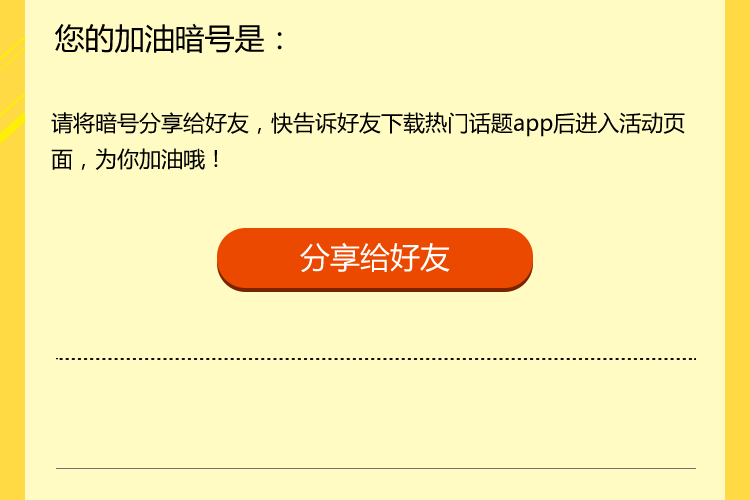 您的加油暗号是：
请将暗号分享给好友，快告诉好友下载热门话题app后进入活动页
面，为你加油哦！
分享给好友